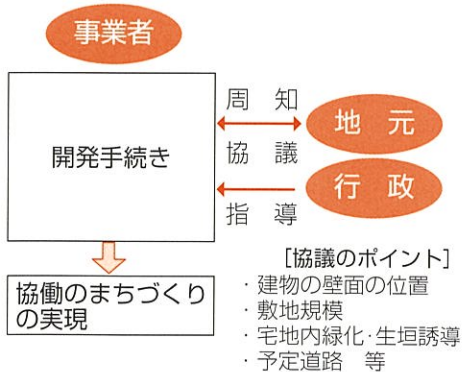 事業者
周　知
地　元
開発手続き
協　議
行　政
指　導
[協議のポイント]
・建物の壁面の位置
・敷地規模
・宅地内緑化・生垣誘導
・予定道路　等
協働のまちづくり
の実現